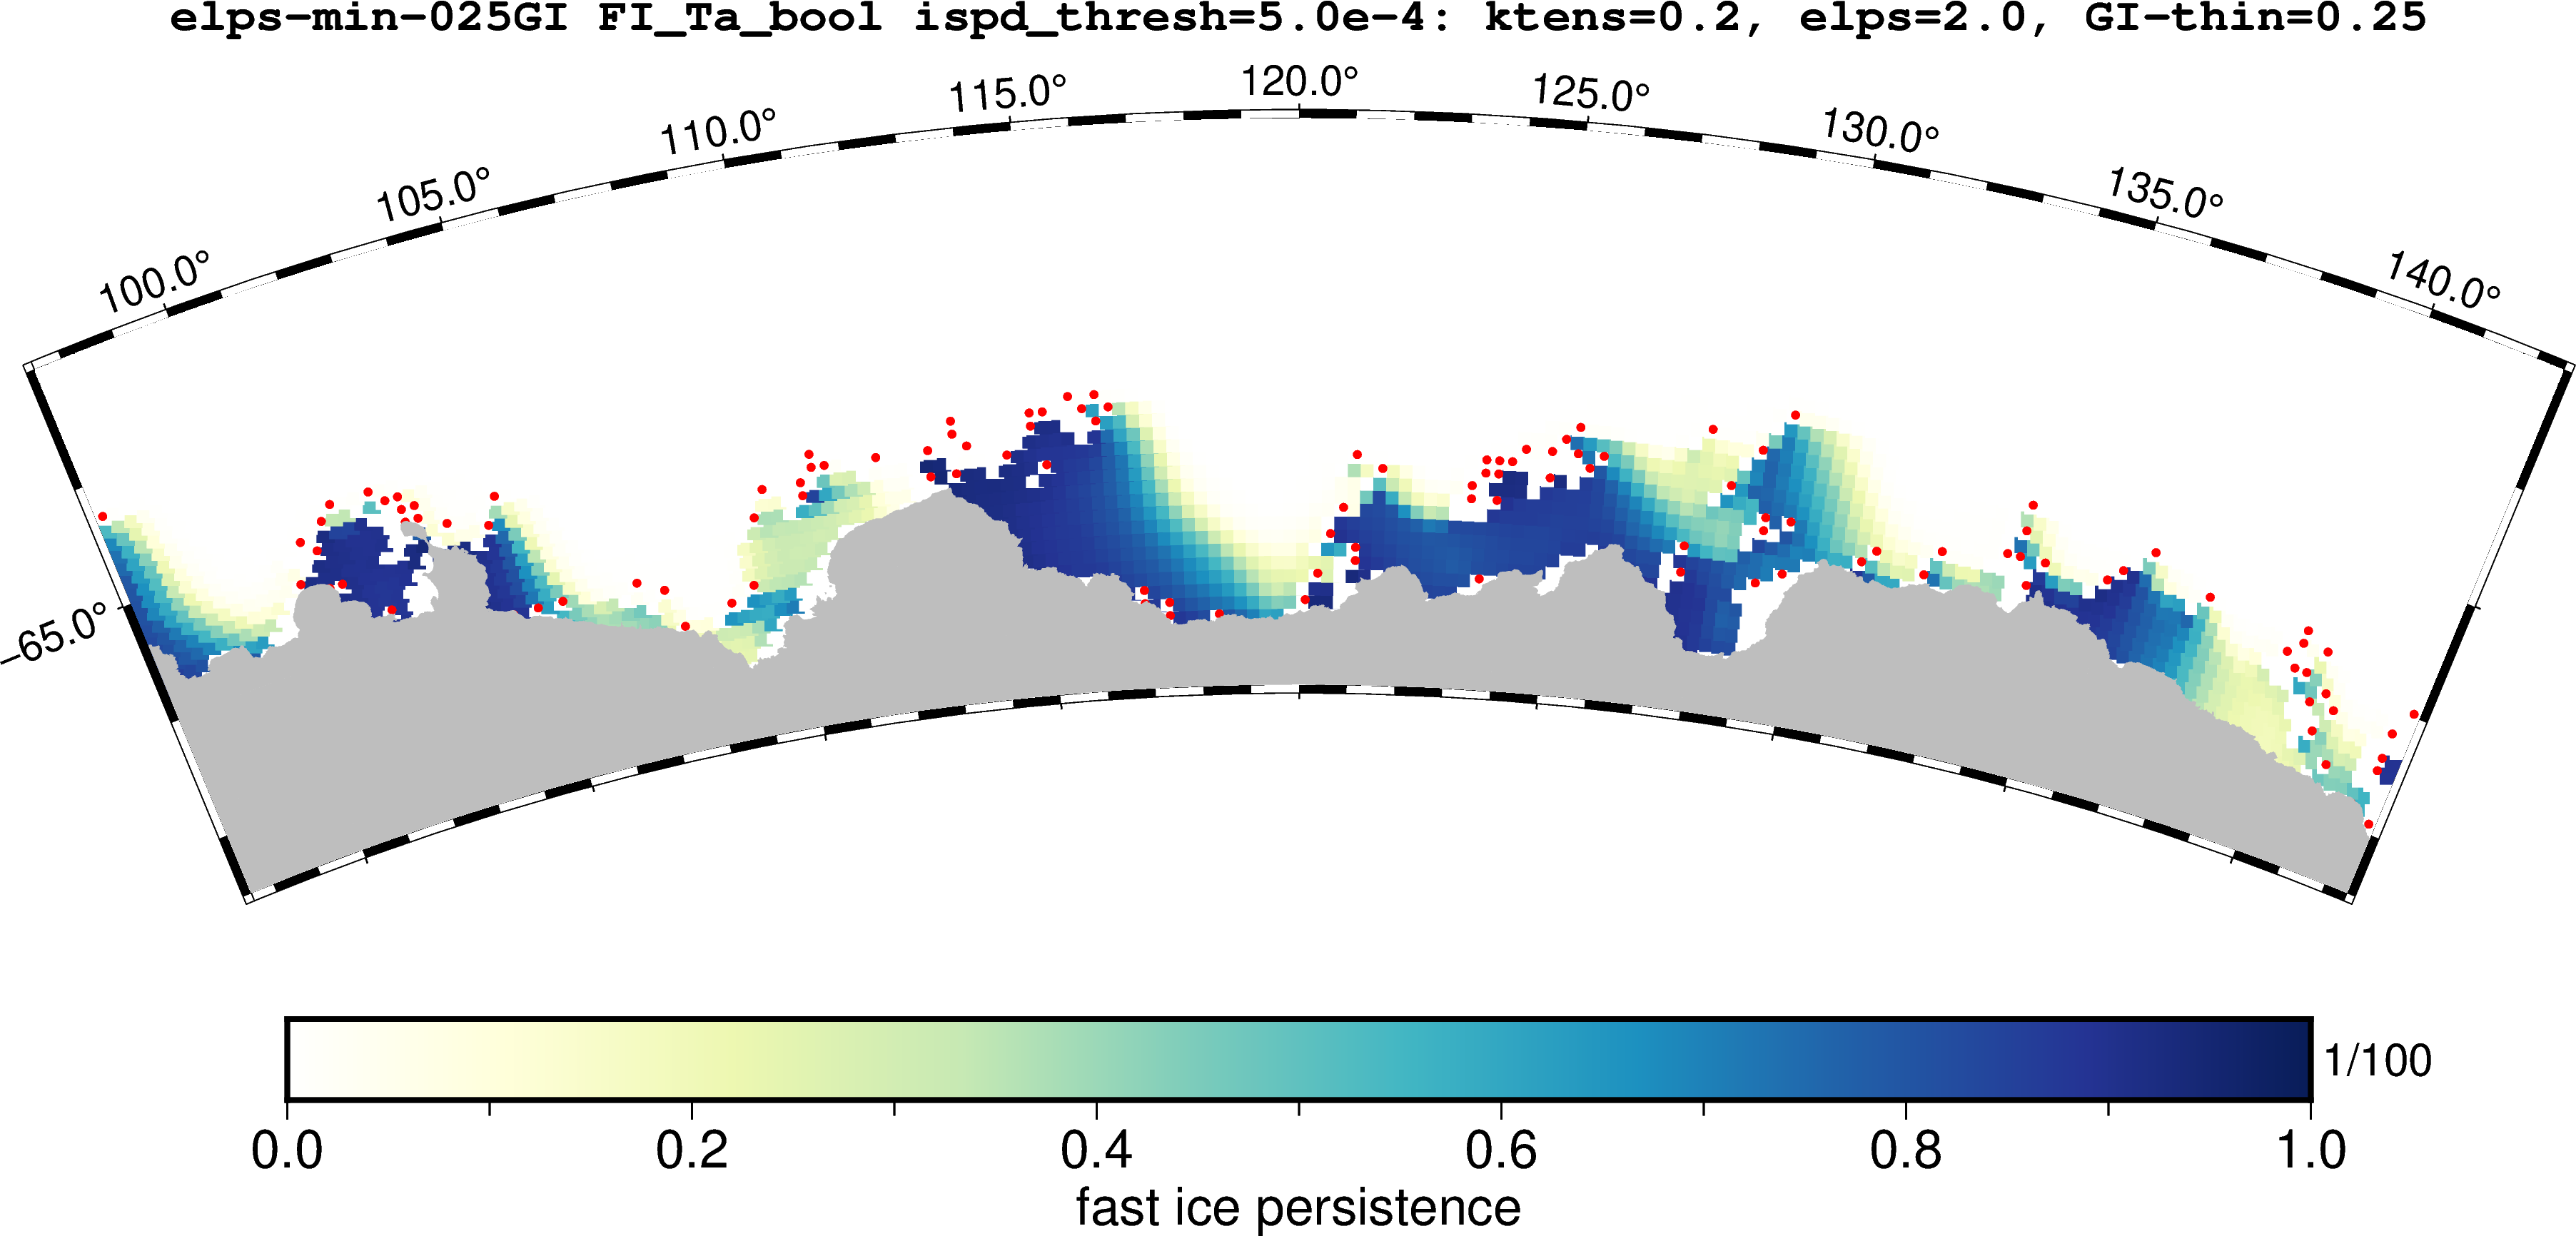 elps-min-025GI FI_Ta_bool ispd_thresh=5.0e-4: ktens=0.2, elps=2.0, GI-thin=0.25
100.0° 105.0° 110.0° 115.0° 120.0° 125.0° 130.0° 135.0° 140.0°
-65.0°
1/100
0.0 0.2 0.4 0.6 0.8 1.0
fast ice persistence